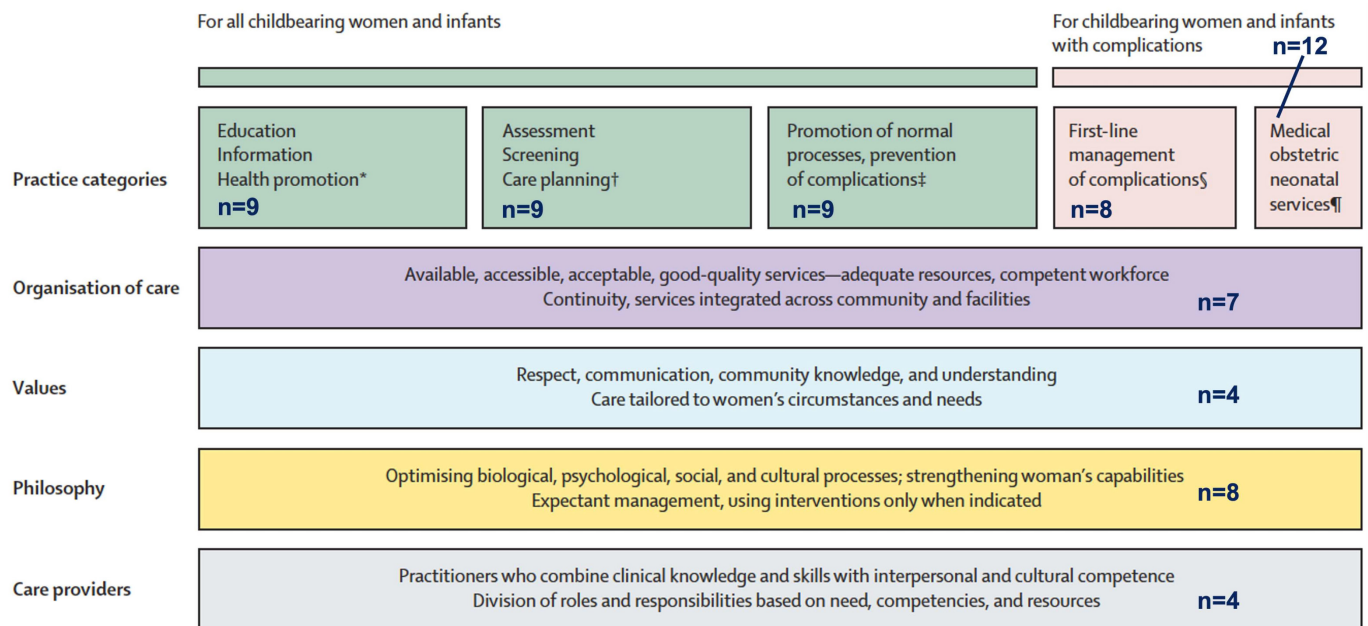 For all childbearing women and infants
For childbearing women and infants
with complications
n=12
Practice categories
Education
Information
Health promotion*
n=9
Assessment
Screening
Care planning†
n=9
Promotion of normal
processes, prevention
of complications‡
n=9
First-line
management
of complications§
n=8
Medical
obstetric
neonatal
services¶
Organisation of care
Available, accessible, acceptable, good-quality services—adequate resources, competent workforce
Continuity, services integrated across community and facilities
n=7
Values
Respect, communication, community knowledge, and understanding
Care tailored to women's circumstances and needs
n=4
Philosophy
Optimising biological, psychological, social, and cultural processes; strengthening woman's capabilities
Expectant management, using interventions only when indicated
n=8
Care providers
Practitioners who combine clinical knowledge and skills with interpersonal and cultural competence
Division of roles and responsibilities based on need, competencies, and resources
n=4